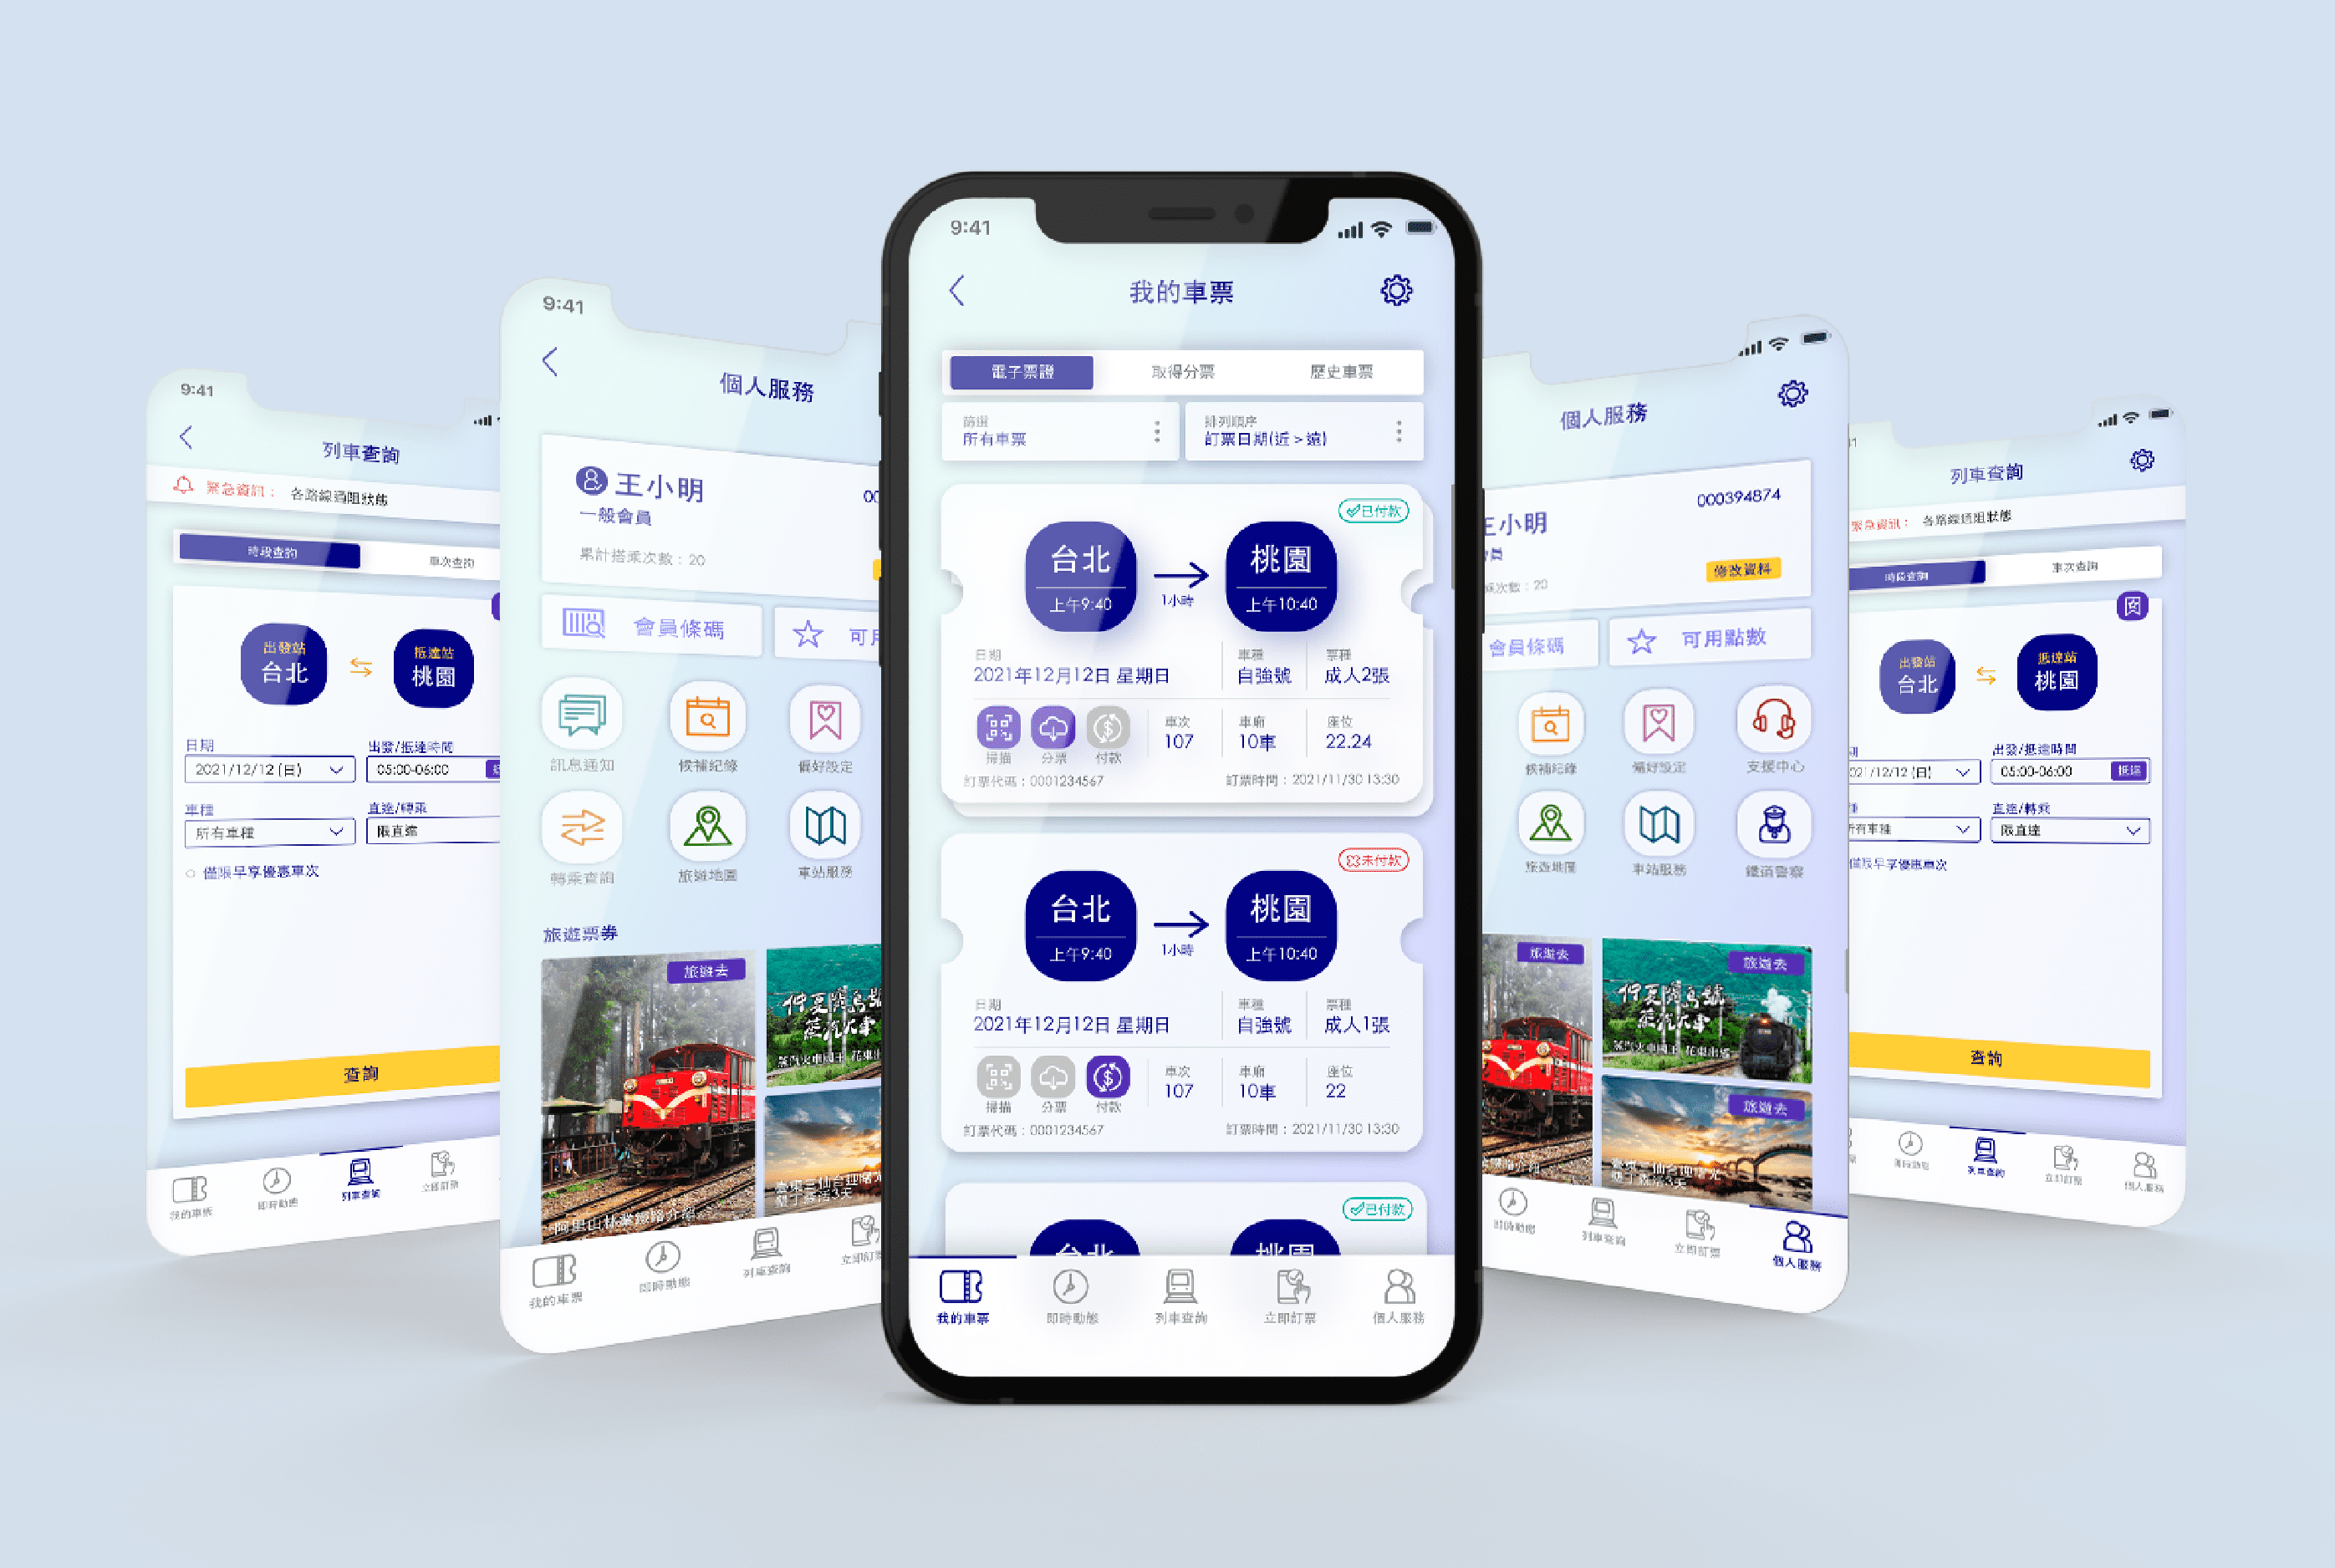 9:41
列車查詢
緊急資訊： 各路線通阻狀態
時段查詢 車次查詢
出發站 抵達站
台北 桃園
日期 出發/抵達時間
2021/12/12 (日) 05:00-06:00
車種 直達/轉乘
所有車種 限直達
僅限早享優惠車次
查詢
我的車票 即時動態 列車查詢 立即訂票
9:41
個人服務
王小明
一般會員
累計搭乘次數：20
會員條碼
訊息通知 候補紀錄 偏好設定
轉乘查詢 旅遊地圖 車站服務
旅遊票券
旅遊去
阿里山林業鐵路介紹
我的車票 即時動態 列車查詢
9:41
我的車票
電子票證 取得分票 歷史車票
篩選 排列順序
所有車票 訂票日期(近＞遠)
已付款
台北 桃園
上午9:40 1小時 上午10:40
日期 車種 票種
2021年12月12日 星期日 自強號 成人2張
車次 車廂 座位
107 10車 22.24
掃描 分票 付款
訂票代碼：0001234567 訂票時間：2021/11/30 13:30
未付款
台北 桃園
上午9:40 1小時 上午10:40
日期 車種 票種
2021年12月12日 星期日 自強號 成人1張
車次 車廂 座位
107 10車 22
掃描 分票 付款
訂票代碼：0001234567 訂票時間：2021/11/30 13:30
已付款
台北 桃園
我的車票 即時動態 列車查詢 立即訂票 個人服務
個人服務
王小明 000394874
修改資料
會員條碼 可用點數
候補紀錄 偏好設定 支援中心
旅遊地圖 車站服務 鐵道警察
旅遊去 旅遊去
旅遊去
即時動態 列車查詢 立即訂票 個人服務
列車查詢
緊急資訊： 各路線通阻狀態
時段查詢 車次查詢
出發站 抵達站
台北 桃園
出發/抵達時間
05:00-06:00 抵達
直達/轉乘
所有車種 限直達
僅限早享優惠車次
查詢
即時動態 列車查詢 立即訂票 個人服務